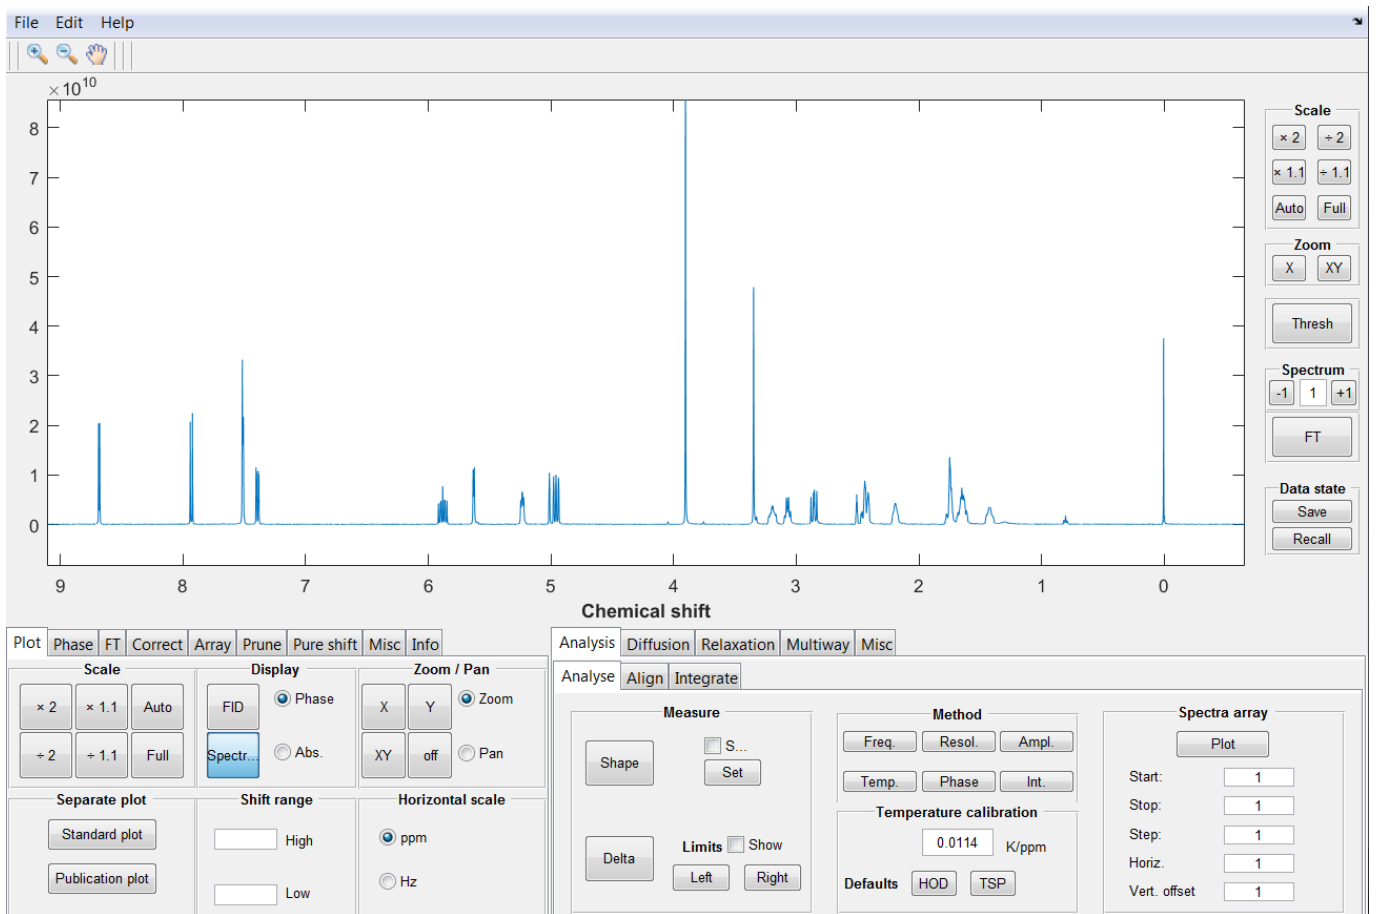 File Edit Help
×10^10
8
7
6
5
4
3
2
1
0
9 8 7 6 5 4 3 2 1 0
Chemical shift
Scale
× 2 ÷ 2
× 1.1 ÷ 1.1
Auto Full
Zoom
X XY
Thresh
Spectrum
-1 1 +1
FT
Data state
Save
Recall
Plot Phase FT Correct Array Prune Pure shift Misc Info
Scale Display Zoom / Pan
× 2 × 1.1 Auto FID Phase X Y Zoom
÷ 2 ÷ 1.1 Full Spectr... Abs. XY off Pan
Separate plot Shift range Horizontal scale
Standard plot High ppm
Publication plot Low Hz
Analysis Diffusion Relaxation Multiway Misc
Analyse Align Integrate
Measure
Shape S...
Set
Delta Limits Show
Left Right
Method
Freq. Resol. Ampl.
Temp. Phase Int.
Temperature calibration
0.0114 K/ppm
Defaults HOD TSP
Spectra array
Plot
Start: 1
Stop: 1
Step: 1
Horiz. 1
Vert. offset 1